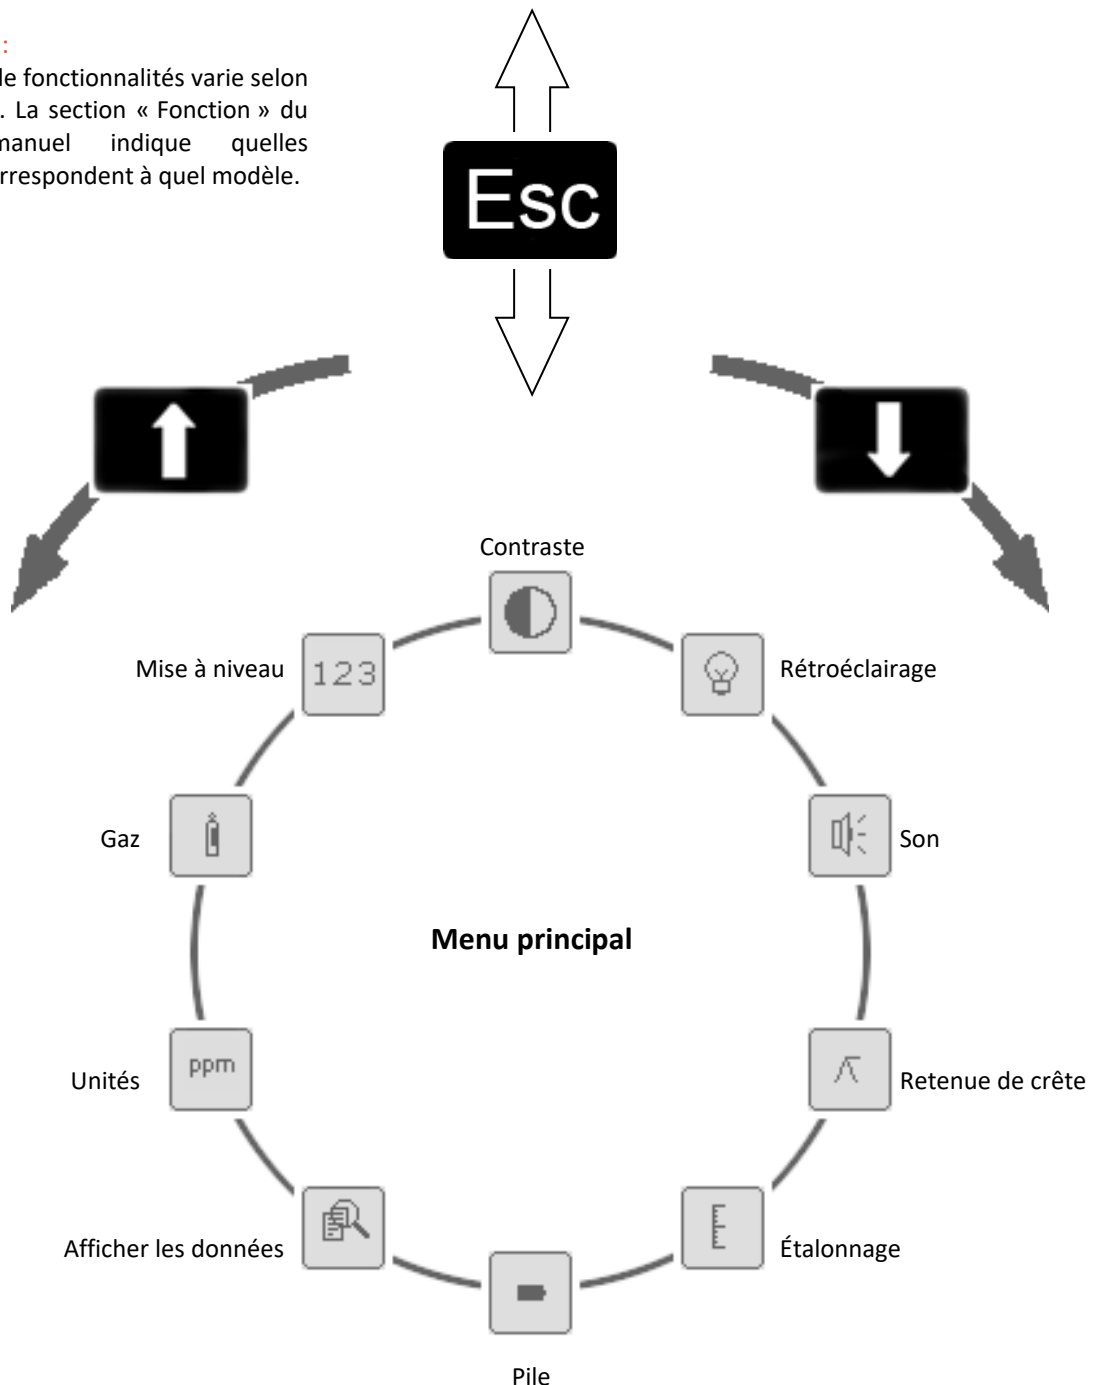 :
de fonctionnalités varie selon
. La section « Fonction » du
manuel indique quelles
rrespondent à quel modèle.
Esc
Contraste
Mise à niveau
123
Rétroéclairage
Gaz
Son
Menu principal
Unités
ppm
Retenue de crête
Afficher les données
Étalonnage
Pile